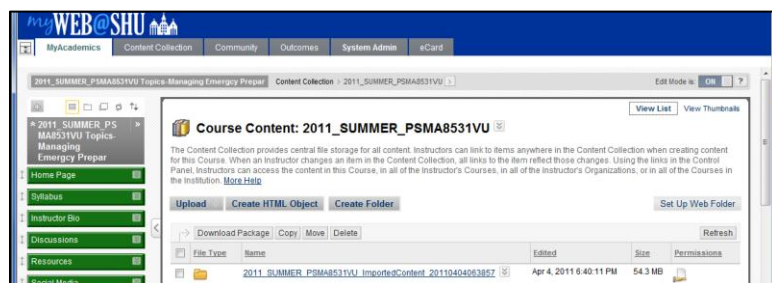 myWEB@SHU
MyAcademics Content Collection Community Outcomes System Admin eCard
2011_SUMMER_PSMA8531VU Topics-Managing Emergcy Prepar Content Collection > 2011_SUMMER_PSMA8531VU Edit Mode is: ON ?
View List View Thumbnails
2011_SUMMER_PS
MA8531VU Topics-
Managing
Emergcy Prepar
Home Page
Syllabus
Instructor Bio
Discussions
Resources
Social Media
Course Content: 2011_SUMMER_PSMA8531VU
The Content Collection provides central file storage for all content. Instructors can link to items anywhere in the Content Collection when creating content
for this Course. When an Instructor changes an item in the Content Collection, all links to the item reflect those changes. Using the links in the Control
Panel, Instructors can access the content in this Course, in all of the Instructor's Courses, in all of the Instructor's Organizations, or in all of the Courses in
the Institution. More Help
Upload Create HTML Object Create Folder Set Up Web Folder
Download Package Copy Move Delete Refresh
File Type Name Edited Size Permissions
2011_SUMMER_PSMA8531VU_ImportedContent_20110404063857 Apr 4, 2011 6:40:11 PM 54.3 MB